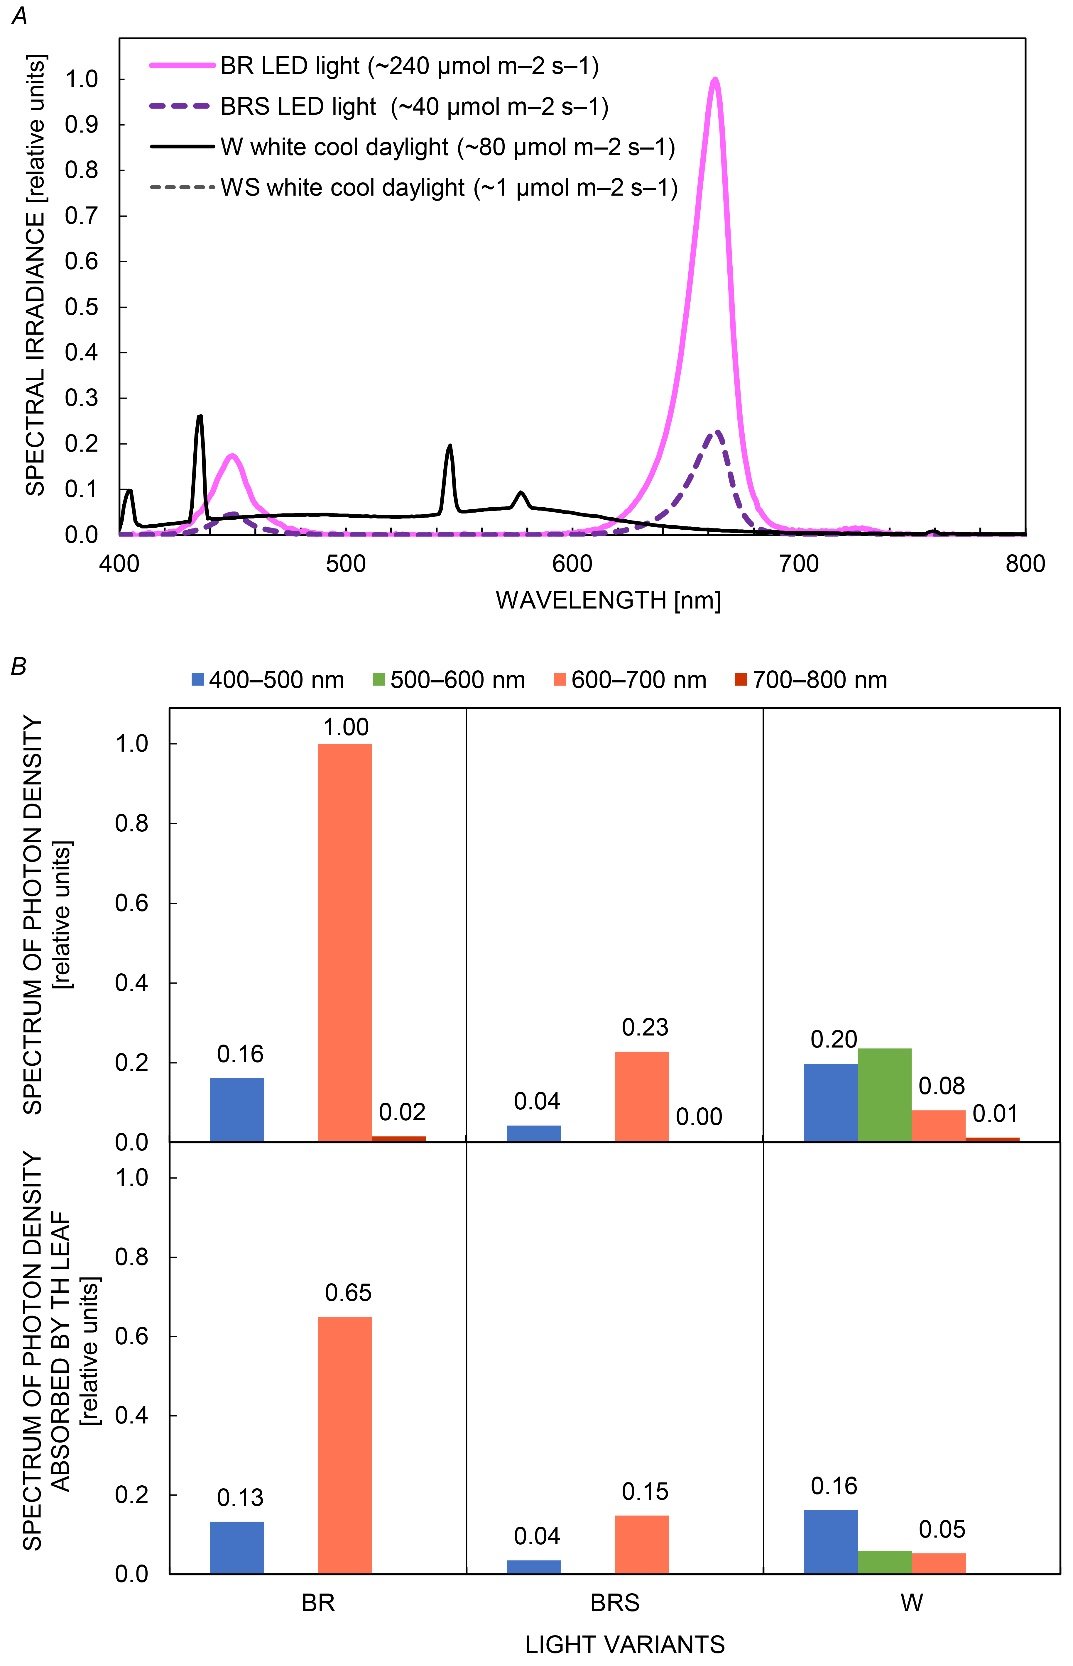 A
SPECTRAL IRRADIANCE [relative units]
BR LED light (~240 µmol m–2 s–1)
BRS LED light (~40 µmol m–2 s–1)
W white cool daylight (~80 µmol m–2 s–1)
WS white cool daylight (~1 µmol m–2 s–1)
1.0
0.9
0.8
0.7
0.6
0.5
0.4
0.3
0.2
0.1
0.0
400 500 600 700 800
WAVELENGTH [nm]
B
400–500 nm 500–600 nm 600–700 nm 700–800 nm
SPECTRUM OF PHOTON DENSITY
[relative units]
1.0
0.8
0.6
0.4
0.2
0.0
0.16 1.00 0.02 0.04 0.23 0.00 0.20 0.08 0.01
SPECTRUM OF PHOTON DENSITY
ABSORBED BY TH LEAF
[relative units]
1.0
0.8
0.6
0.4
0.2
0.0
0.13 0.65 0.04 0.15 0.16 0.05
BR BRS W
LIGHT VARIANTS